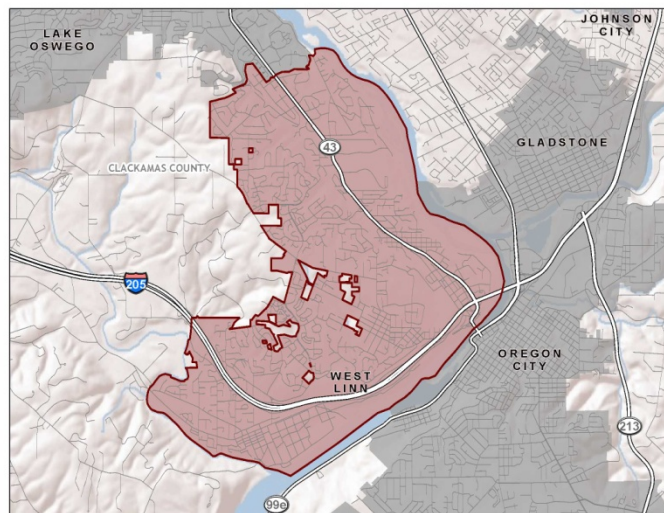 LAKE
OSWEGO
JOHNSON
CITY
GLADSTONE
43
CLACKAMAS COUNTY
205
OREGON
CITY
WEST
LINN
213
99e